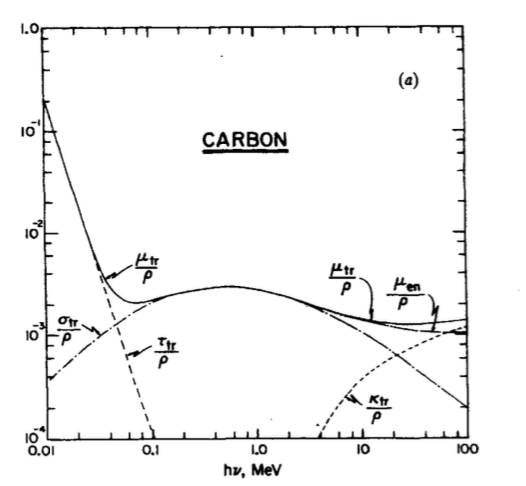 1.0
(a)
10⁻¹
CARBON
10⁻²
μtr/ρ
μtr/ρ
μen/ρ
σtr/ρ
10⁻³
τtr/ρ
κtr/ρ
10⁻⁴
0.01
0.1
1.0
10
100
hν, MeV